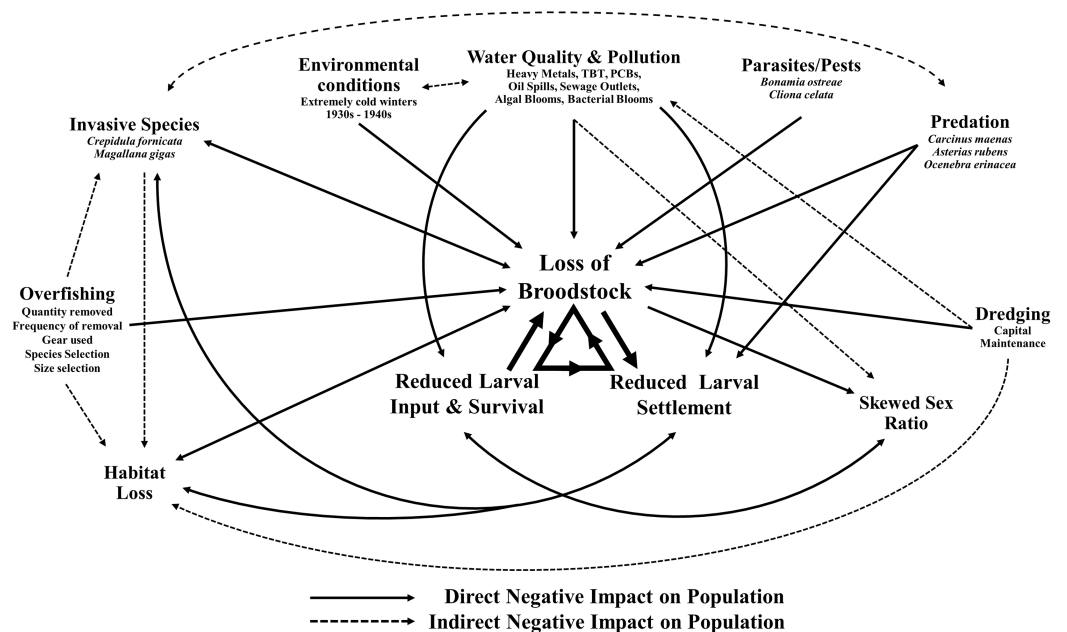 Water Quality & Pollution
Heavy Metals, TBT, PCBs,
Oil Spills, Sewage Outlets,
Algal Blooms, Bacterial Blooms
Environmental
conditions
Extremely cold winters
1930s - 1940s
Parasites/Pests
Bonamia ostreae
Cliona celata
Invasive Species
Crepidula fornicata
Magallana gigas
Predation
Carcinus maenas
Asterias rubens
Ocenebra erinacea
Loss of
Broodstock
Overfishing
Quantity removed
Frequency of removal
Gear used
Species Selection
Size selection
Dredging
Capital
Maintenance
Reduced Larval
Input & Survival
Reduced Larval
Settlement
Skewed Sex
Ratio
Habitat
Loss
Direct Negative Impact on Population
Indirect Negative Impact on Population